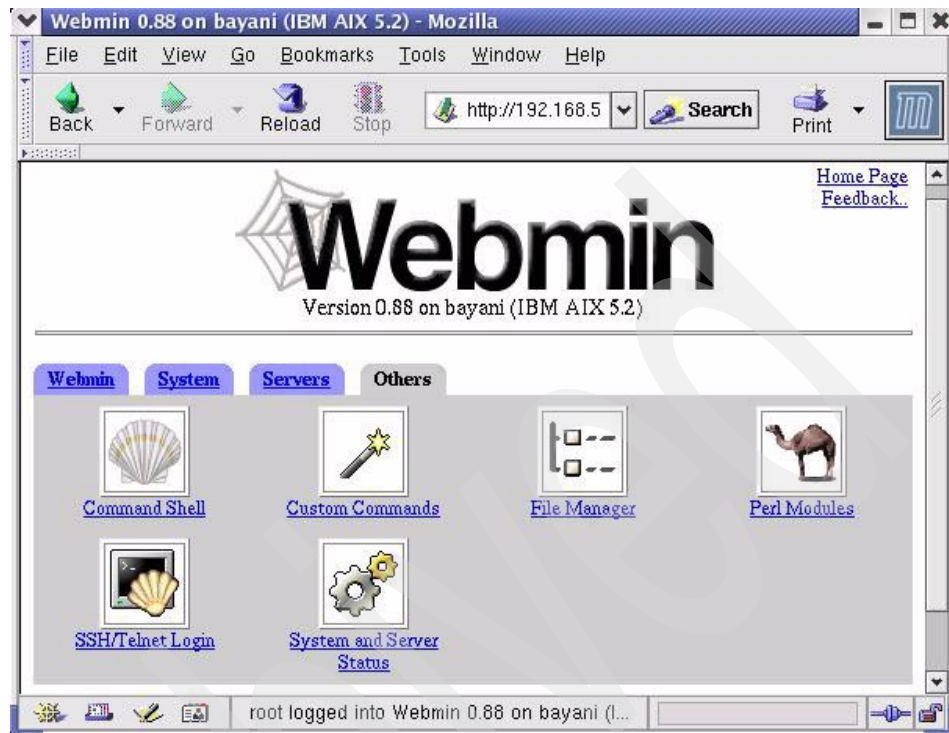 Webmin 0.88 on bayani (IBM AIX 5.2) - Mozilla
File Edit View Go Bookmarks Tools Window Help
Back Forward Reload Stop http://192.168.5 Search Print
Home Page
Feedback..
Webmin
Version 0.88 on bayani (IBM AIX 5.2)
Webmin System Servers Others
Command Shell Custom Commands File Manager Perl Modules
SSH/Telnet Login System and Server
Status
root logged into Webmin 0.88 on bayani (I...